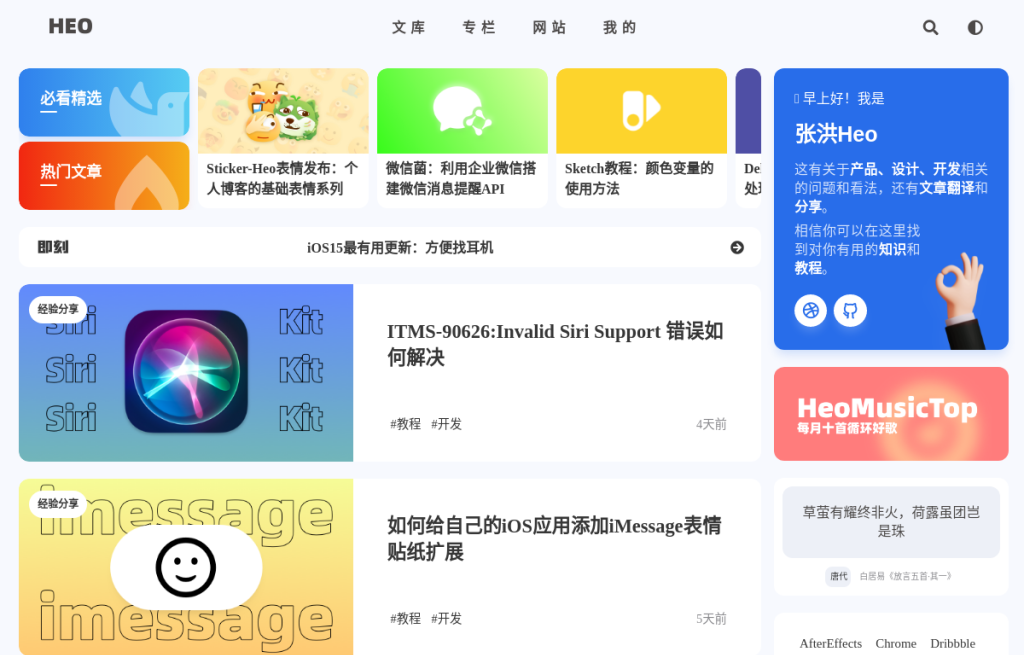 HEO
文库
专栏
网站
我的
必看精选
热门文章
Sticker-Heo表情发布：个
人博客的基础表情系列
微信菌：利用企业微信搭
建微信消息提醒API
Sketch教程：颜色变量的
使用方法
即刻
iOS15最有用更新：方便找耳机
早上好！我是
张洪Heo
这有关于产品、设计、开发相关
的问题和看法，还有文章翻译和
分享。
相信你可以在这里找
到对你有用的知识和
教程。
经验分享
Siri Kit
Siri Kit
Siri Kit
ITMS-90626:Invalid Siri Support 错误如
何解决
#教程 #开发
4天前
HeoMusicTop
每月十首循环好歌
经验分享
imessage
imessage
如何给自己的iOS应用添加iMessage表情
贴纸扩展
#教程 #开发
5天前
草萤有耀终非火，荷露虽团岂
是珠
唐代 白居易《放言五首·其一》
AfterEffects Chrome Dribbble